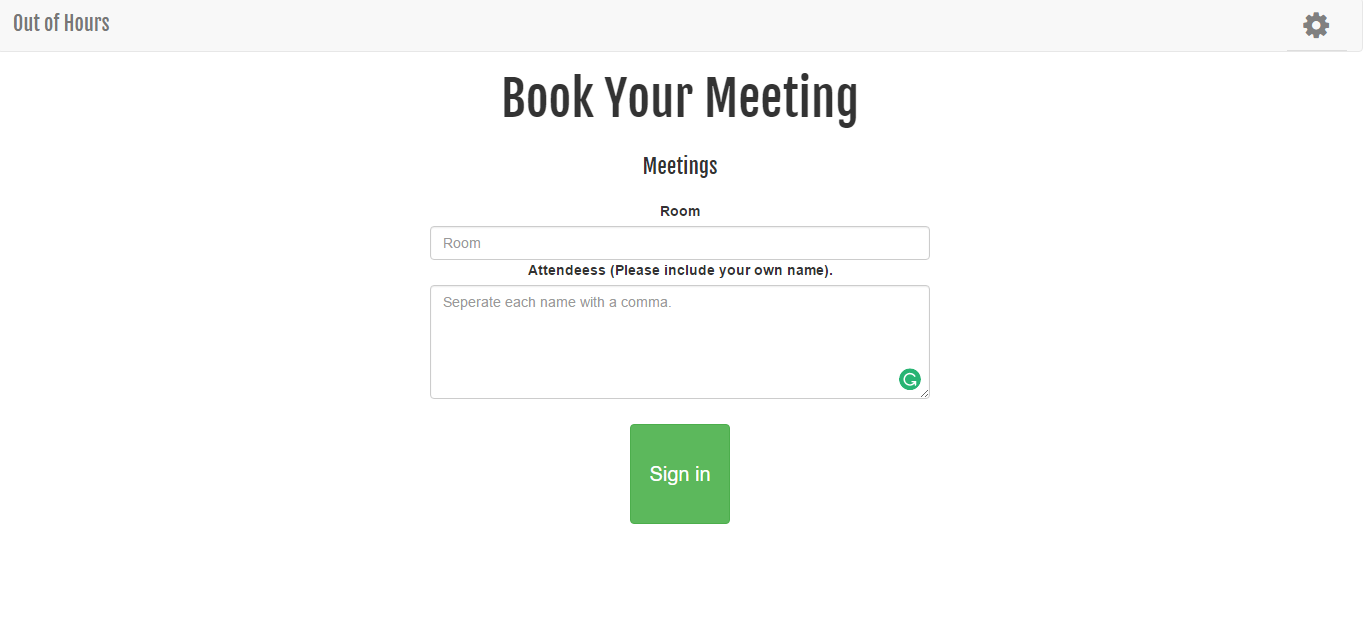 Out of Hours
Book Your Meeting
Meetings
Room
Room
Attendeess (Please include your own name).
Seperate each name with a comma.
Sign in